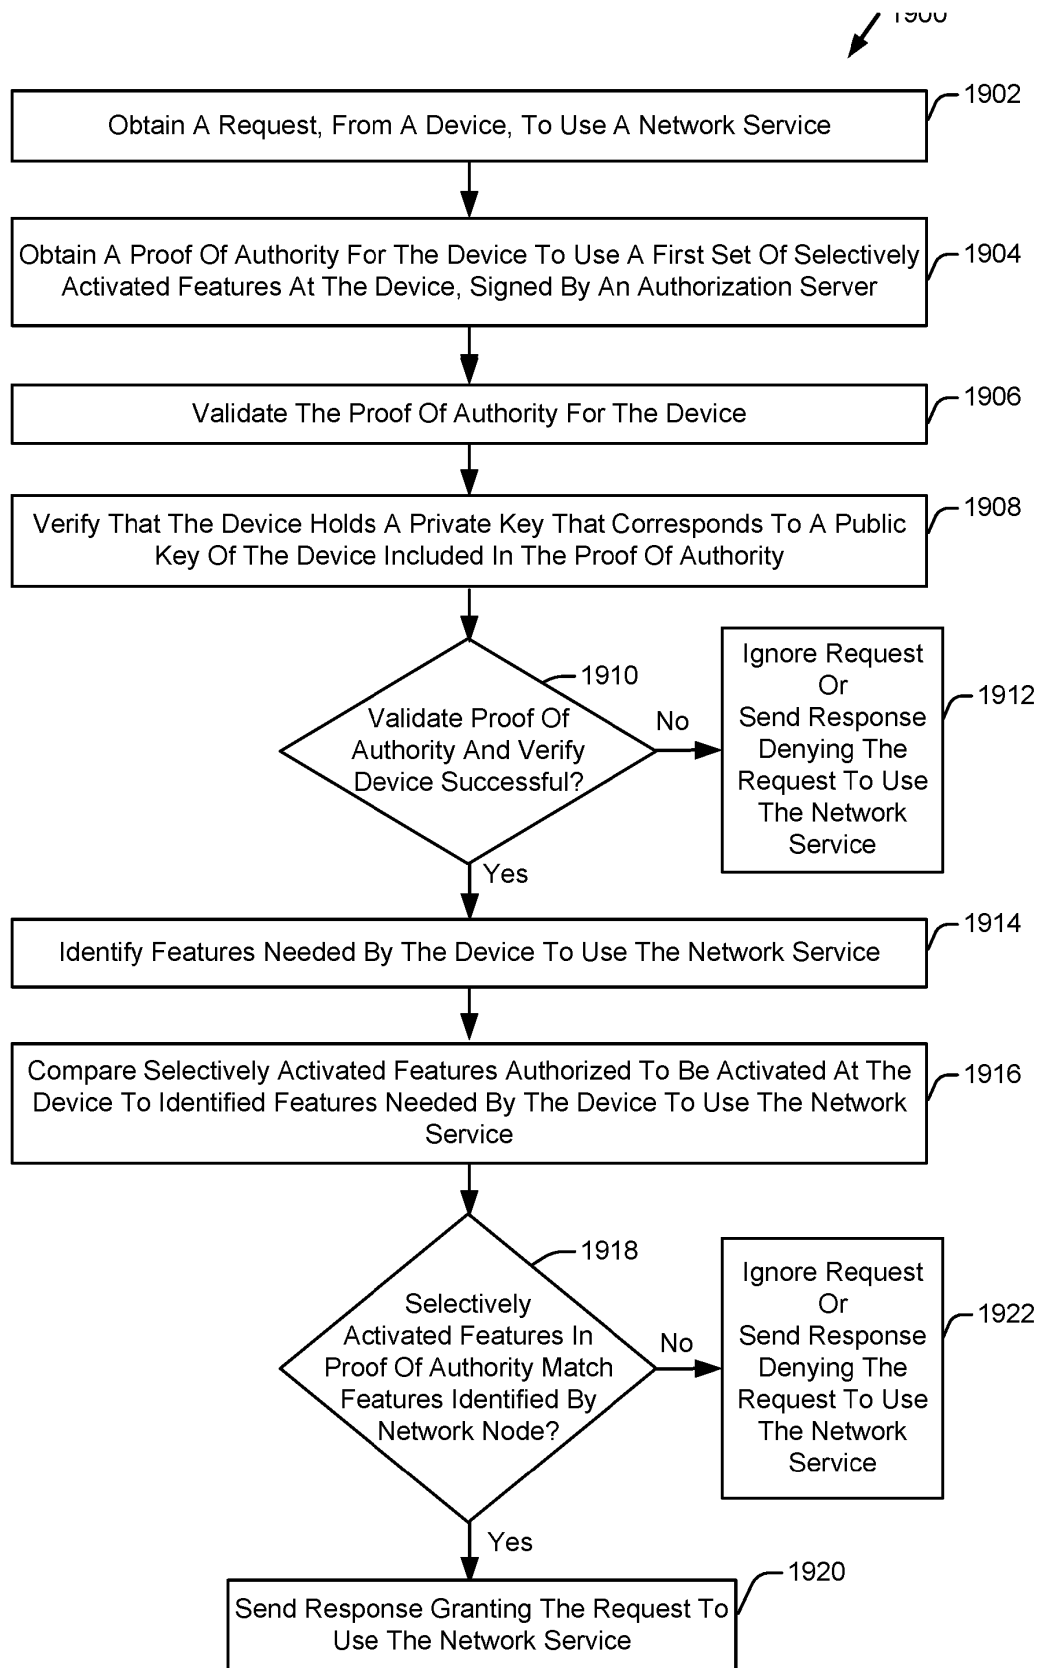 1900
Obtain A Request, From A Device, To Use A Network Service
1902
Obtain A Proof Of Authority For The Device To Use A First Set Of Selectively
Activated Features At The Device, Signed By An Authorization Server
1904
Validate The Proof Of Authority For The Device
1906
Verify That The Device Holds A Private Key That Corresponds To A Public
Key Of The Device Included In The Proof Of Authority
1908
Validate Proof Of
Authority And Verify
Device Successful?
1910
No
Ignore Request
Or
Send Response
Denying The
Request To Use
The Network
Service
1912
Yes
Identify Features Needed By The Device To Use The Network Service
1914
Compare Selectively Activated Features Authorized To Be Activated At The
Device To Identified Features Needed By The Device To Use The Network
Service
1916
Selectively
Activated Features In
Proof Of Authority Match
Features Identified By
Network Node?
1918
No
Ignore Request
Or
Send Response
Denying The
Request To Use
The Network
Service
1922
Yes
Send Response Granting The Request To
Use The Network Service
1920